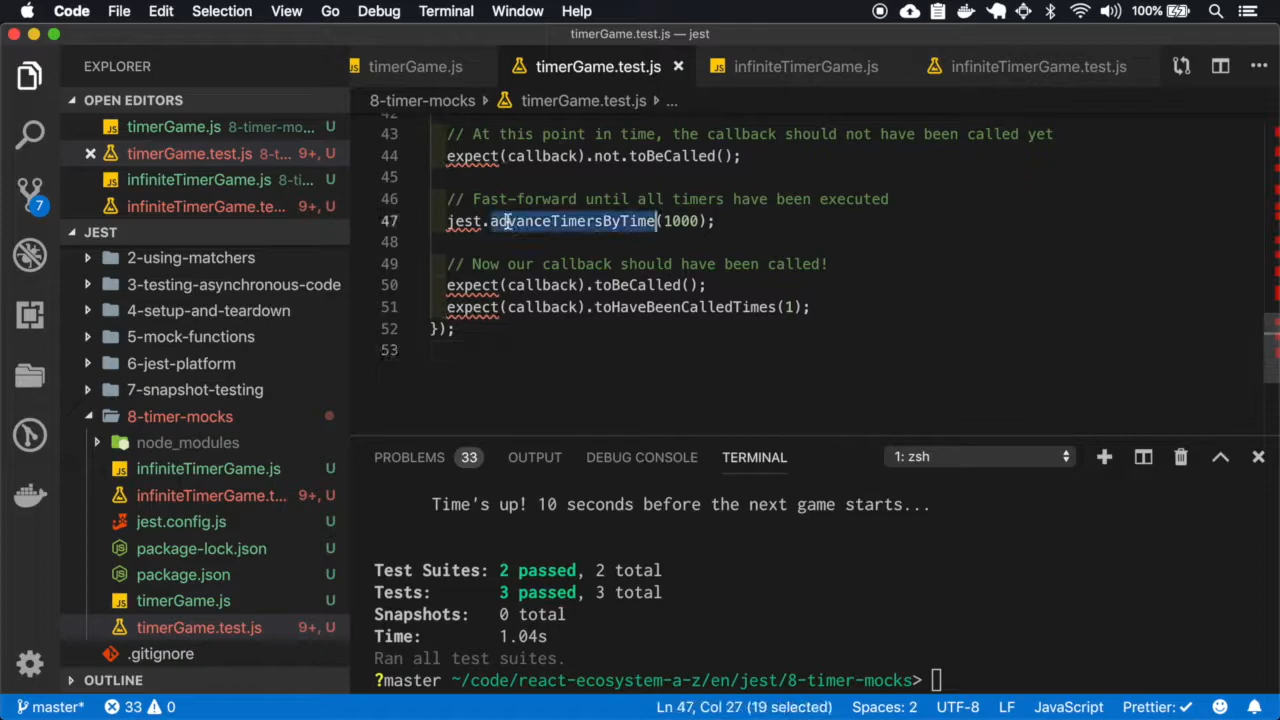 Code File Edit Selection View Go Debug Terminal Window Help 100%
timerGame.test.js — jest
EXPLORER
timerGame.js
timerGame.test.js
infiniteTimerGame.js
infiniteTimerGame.test.js
OPEN EDITORS
timerGame.js 8-timer-mo... U
timerGame.test.js 8-t... 9+, U
infiniteTimerGame.js 8-ti... U
infiniteTimerGame.te... 9+, U
7
JEST
2-using-matchers
3-testing-asynchronous-code
4-setup-and-teardown
5-mock-functions
6-jest-platform
7-snapshot-testing
8-timer-mocks
node_modules
infiniteTimerGame.js U
infiniteTimerGame.t... 9+, U
jest.config.js U
package-lock.json U
package.json U
timerGame.js U
timerGame.test.js 9+, U
.gitignore
OUTLINE
8-timer-mocks timerGame.test.js ...
42
43 // At this point in time, the callback should not have been called yet
44 expect(callback).not.toBeCalled();
45
46 // Fast-forward until all timers have been executed
47 jest.advanceTimersByTime(1000);
48
49 // Now our callback should have been called!
50 expect(callback).toBeCalled();
51 expect(callback).toHaveBeenCalledTimes(1);
52 });
53
PROBLEMS 33 OUTPUT DEBUG CONSOLE TERMINAL 1: zsh
Time's up! 10 seconds before the next game starts...
Test Suites: 2 passed, 2 total
Tests: 3 passed, 3 total
Snapshots: 0 total
Time: 1.04s
Ran all test suites.
?master ~/code/react-ecosystem-a-z/en/jest/8-timer-mocks>
master* 33 0 Ln 47, Col 27 (19 selected) Spaces: 2 UTF-8 LF JavaScript Prettier: ✓